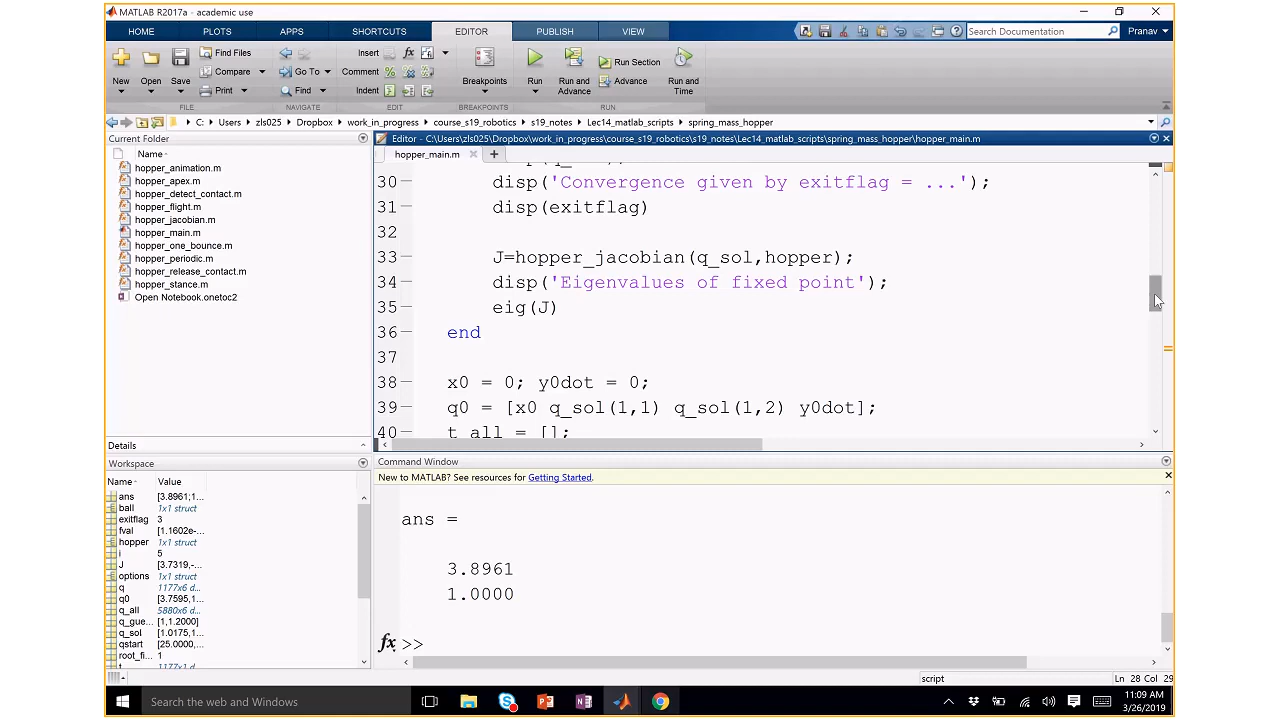 MATLAB R2017a - academic use
HOME PLOTS APPS SHORTCUTS EDITOR PUBLISH VIEW Search Documentation Pranav
New Open Save Find Files Compare Print
Insert fx Go To Comment Find Indent
Breakpoints Run Run and Advance Run Section Advance Run and Time
FILE NAVIGATE EDIT BREAKPOINTS RUN
C: Users zls025 Dropbox work_in_progress course_s19_robotics s19_notes Lec14_matlab_scripts spring_mass_hopper
Current Folder
Name
hopper_animation.m
hopper_apex.m
hopper_detect_contact.m
hopper_flight.m
hopper_jacobian.m
hopper_main.m
hopper_one_bounce.m
hopper_periodic.m
hopper_release_contact.m
hopper_stance.m
Open Notebook.onetoc2
Details
Workspace
Name Value
ans [3.8961;1...
ball 1x1 struct
exitflag 3
fval [1.1602e-...
hopper 1x1 struct
i 5
J [3.7319,-...
options 1x1 struct
q 1177x6 d...
q0 [3.7595,1...
q_all 5880x6 d...
q_gue... [1,1.2000]
q_sol [1.0175,1...
qstart [25.0000,...
root_fi... 1
t 1177x1 d...
Editor - C:\Users\zls025\Dropbox\work_in_progress\course_s19_robotics\s19_notes\Lec14_matlab_scripts\spring_mass_hopper\hopper_main.m
hopper_main.m
30 disp('Convergence given by exitflag = ...');
31 disp(exitflag)
32
33 J=hopper_jacobian(q_sol,hopper);
34 disp('Eigenvalues of fixed point');
35 eig(J)
36 end
37
38 x0 = 0; y0dot = 0;
39 q0 = [x0 q_sol(1,1) q_sol(1,2) y0dot];
40 t_all = [];
Command Window
New to MATLAB? See resources for Getting Started.
ans =
3.8961
1.0000
fx >>
script Ln 28 Col 29
Search the web and Windows
11:09 AM
3/26/2019